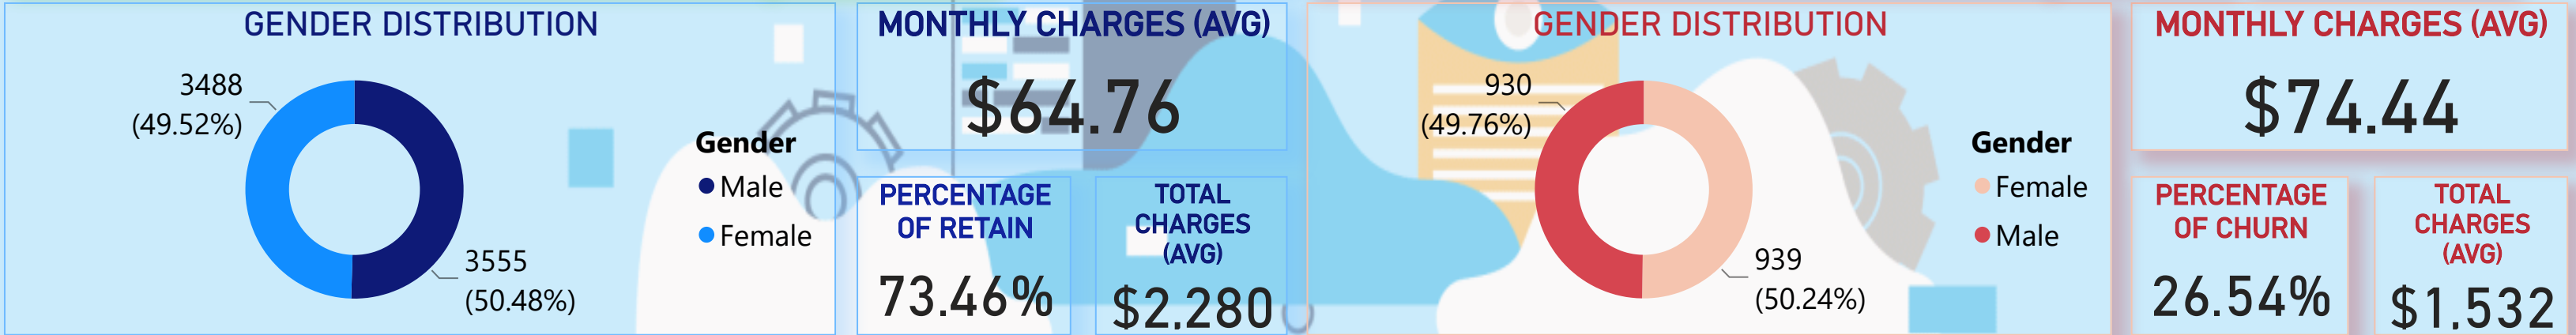 GENDER DISTRIBUTION
3488
(49.52%)
3555
(50.48%)
Gender
Male
Female
MONTHLY CHARGES (AVG)
$64.76
PERCENTAGE
OF RETAIN
73.46%
TOTAL
CHARGES
(AVG)
$2,280
GENDER DISTRIBUTION
930
(49.76%)
939
(50.24%)
Gender
Female
Male
MONTHLY CHARGES (AVG)
$74.44
PERCENTAGE
OF CHURN
26.54%
TOTAL
CHARGES
(AVG)
$1,532